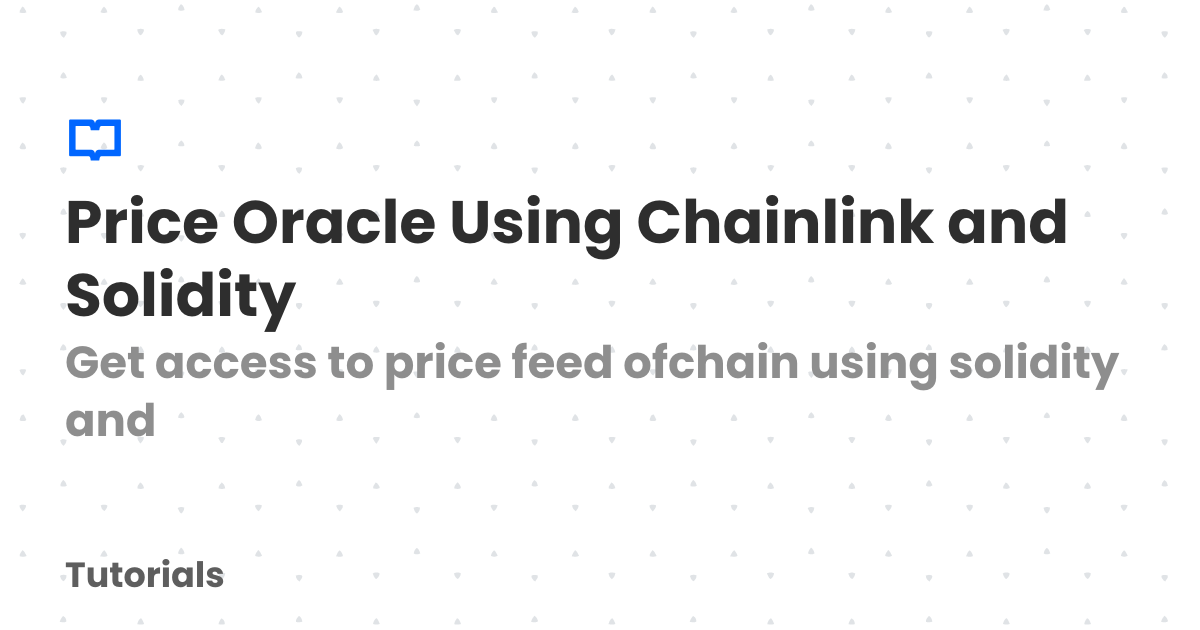 Price Oracle Using Chainlink and
Solidity
Get access to price feed ofchain using solidity
and
Tutorials